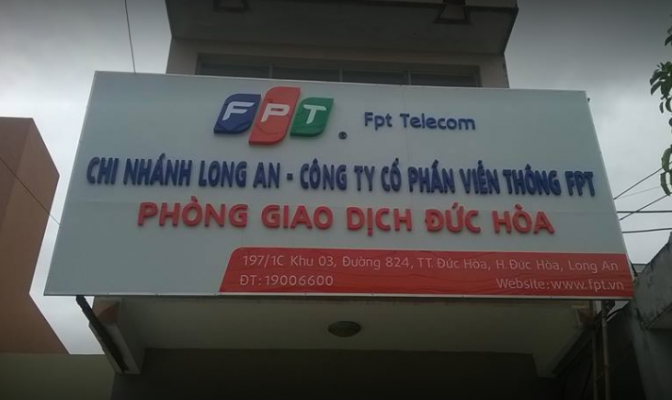 FPT Fpt Telecom
CHI NHÁNH LONG AN - CÔNG TY CỔ PHẦN VIỄN THÔNG FPT
PHÒNG GIAO DỊCH ĐỨC HÒA
197/1C Khu 03, Đường 824, TT. Đức Hòa, H.Đức Hòa, Long An
ĐT: 19006600 Website: www.fpt.vn